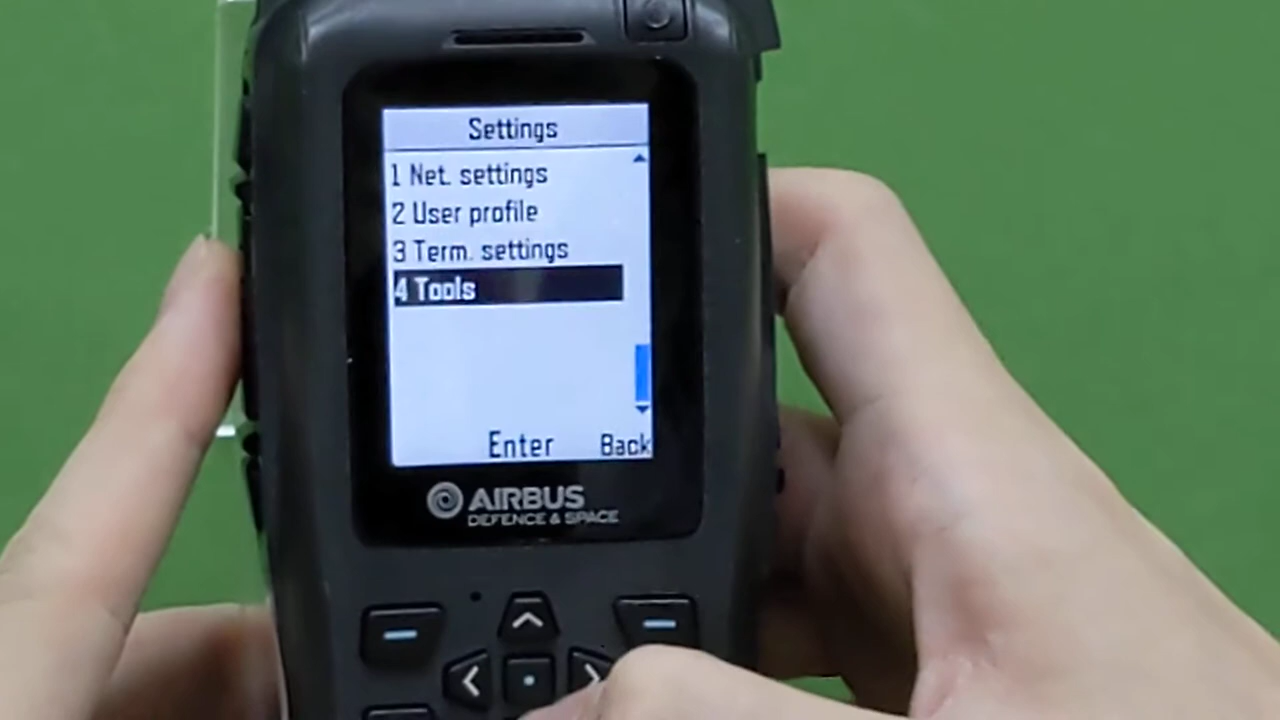 Settings
1 Net. settings
2 User profile
3 Term. settings
4 Tools
Enter Back
AIRBUS
DEFENCE & SPACE